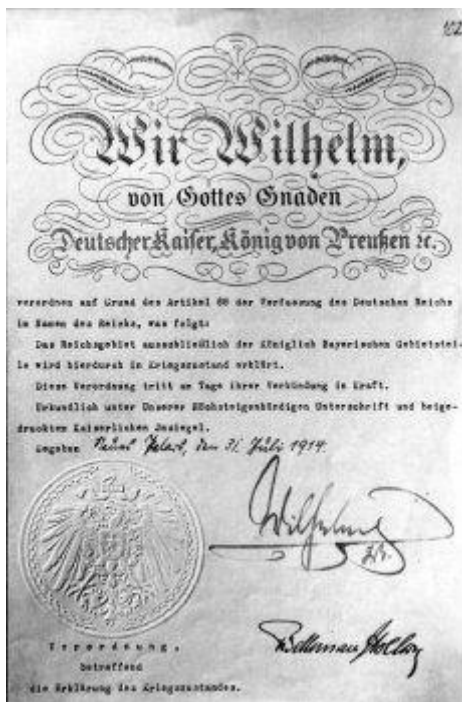 102
Wir Wilhelm,
von Gottes Gnaden
Deutscher Kaiser, König von Preußen ꝛc.
verordnen auf Grund des Artikel 68 der Verfassung des Deutschen Reichs
im Namen des Reichs, was folgt:
Das Reichsgebiet ausschließlich der Königlich Bayerischen Gebietstei-
le wird hierdurch in Kriegszustand erklärt.
Diese Verordnung tritt am Tage ihrer Verkündung in Kraft.
Urkundlich unter Unserer Höchsteigenhändigen Unterschrift und beige-
drucktem Kaiserlichen Insiegel.
Gegeben Neues Palais, den 31. Juli 1914.
Wilhelm
Bethmann Hollweg
Verordnung,
betreffend
die Erklärung des Kriegszustandes.